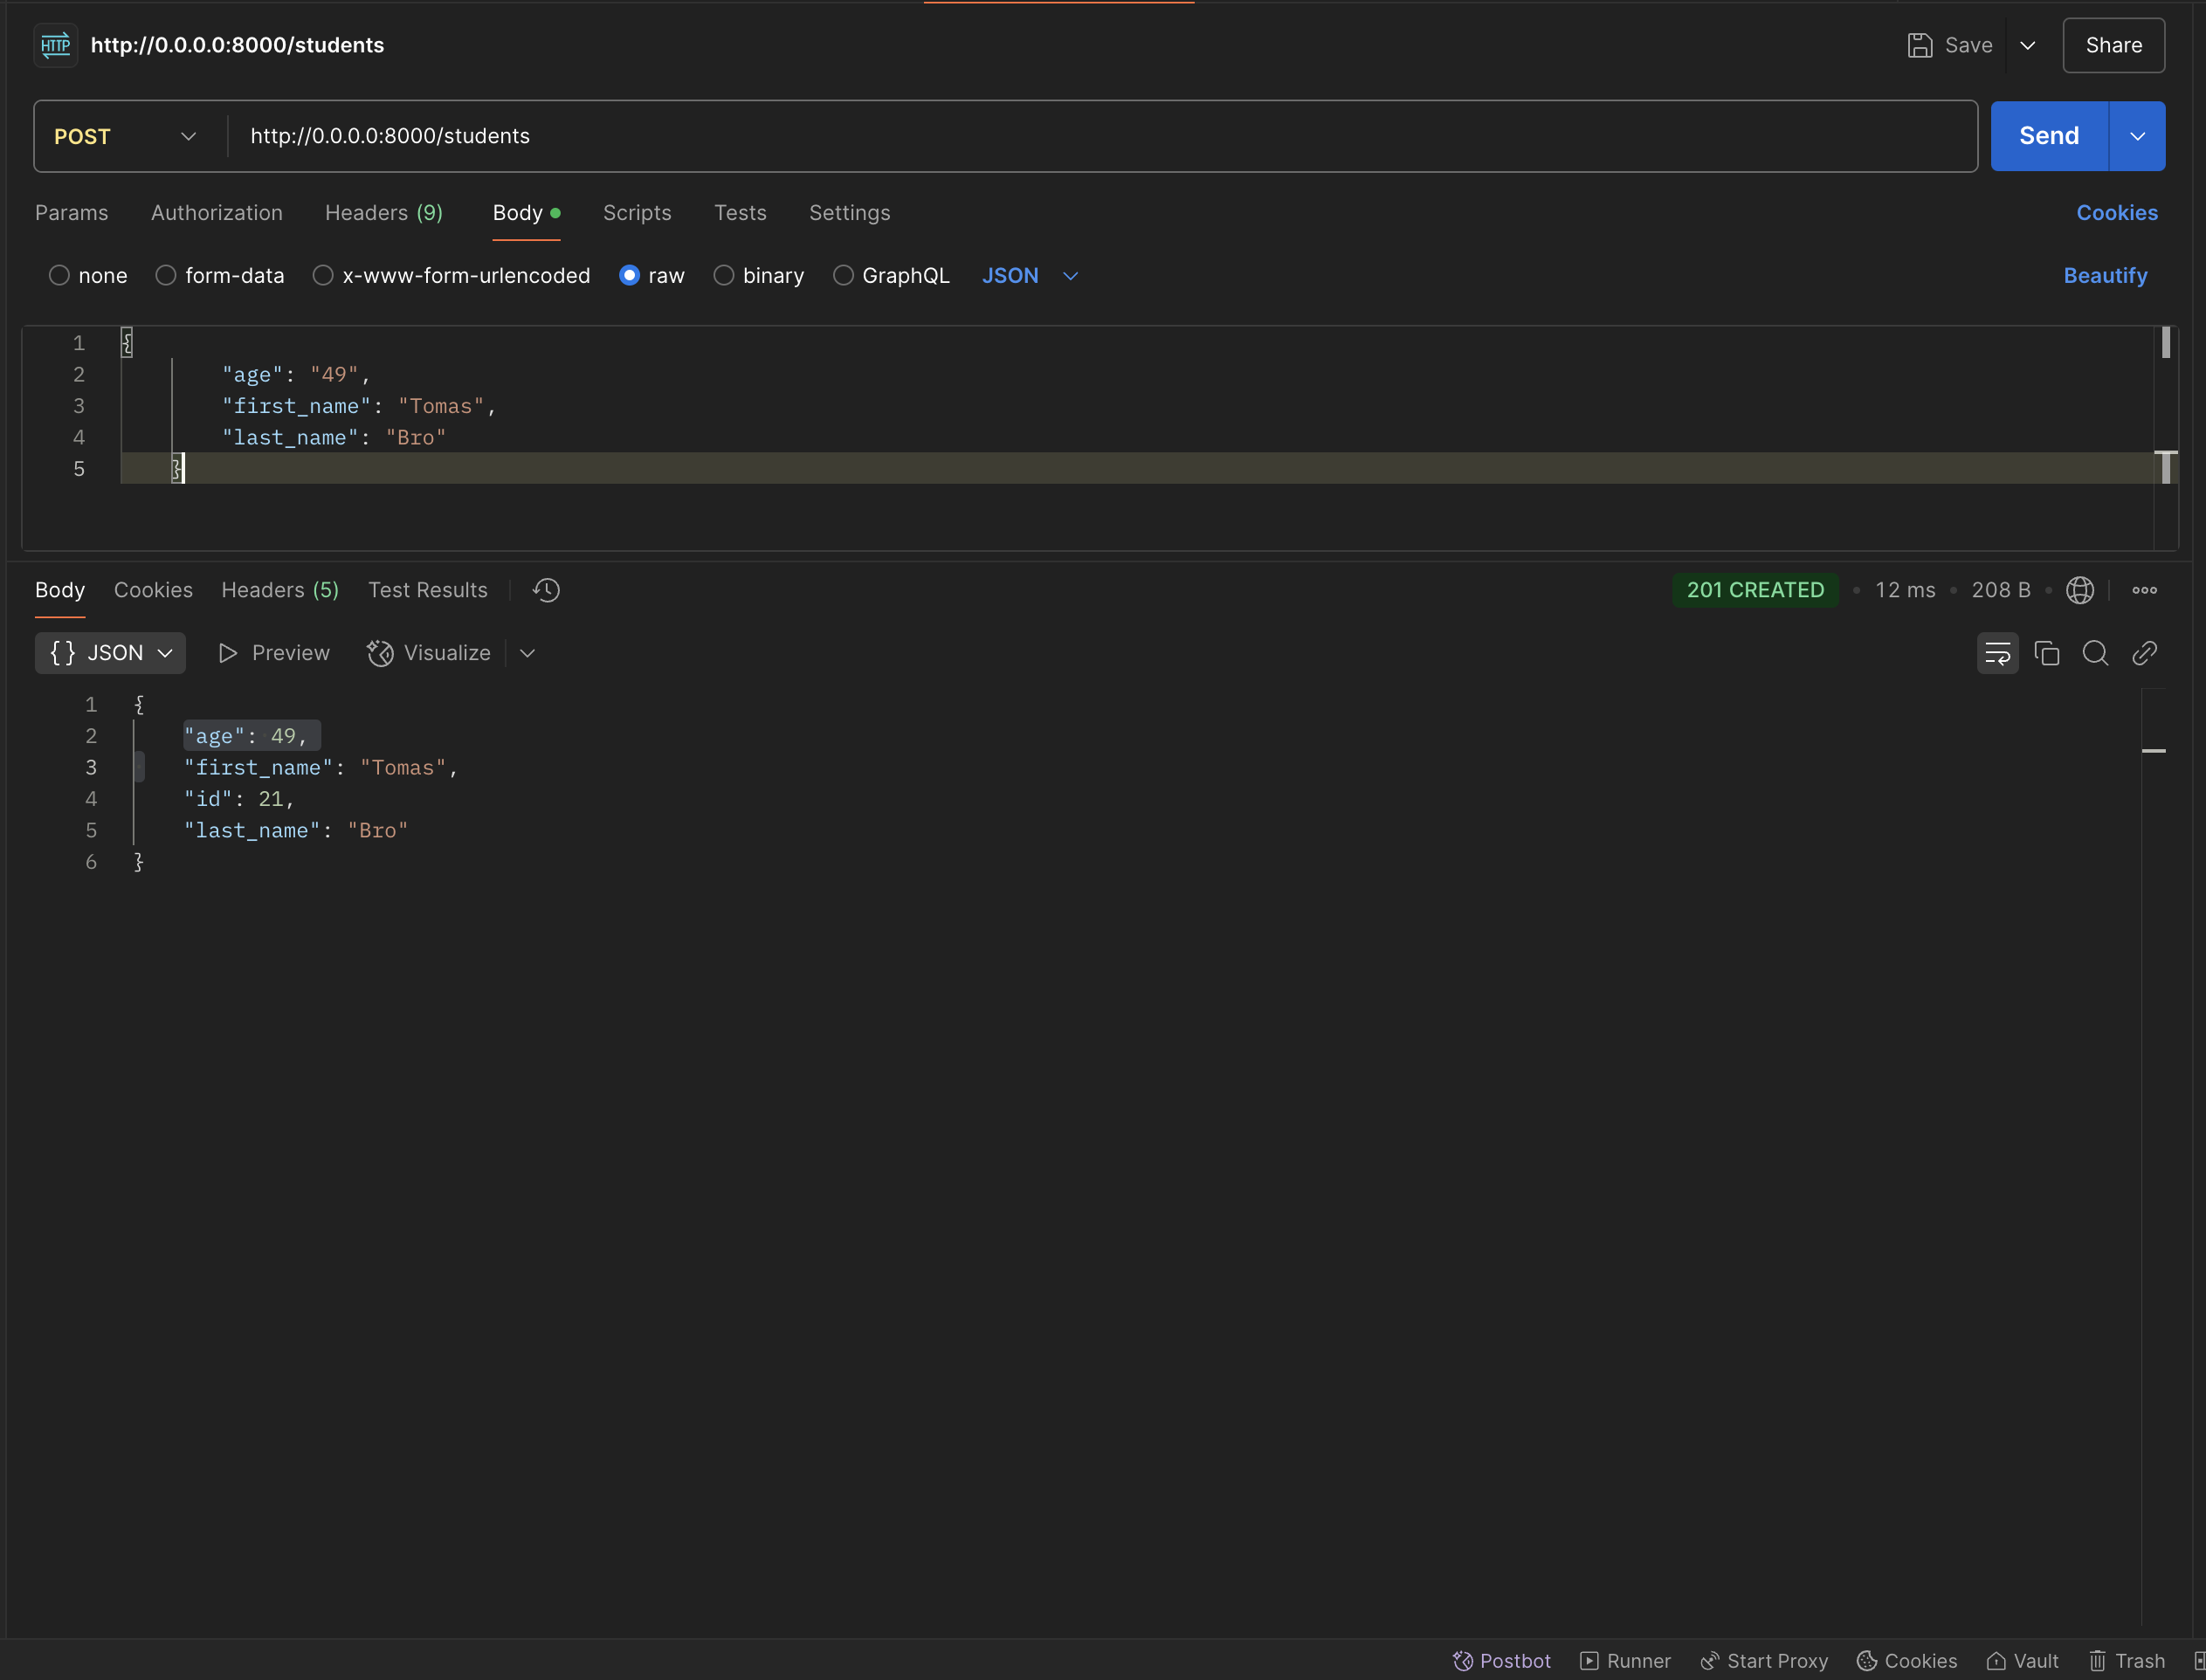 HTTP http://0.0.0.0:8000/students Save Share
POST http://0.0.0.0:8000/students Send
Params Authorization Headers (9) Body Scripts Tests Settings Cookies
none form-data x-www-form-urlencoded raw binary GraphQL JSON Beautify
1 {
2 "age": "49",
3 "first_name": "Tomas",
4 "last_name": "Bro"
5 }
Body Cookies Headers (5) Test Results 201 CREATED • 12 ms • 208 B •
{} JSON Preview Visualize
1 {
2 "age": 49,
3 "first_name": "Tomas",
4 "id": 21,
5 "last_name": "Bro"
6 }
Postbot Runner Start Proxy Cookies Vault Trash